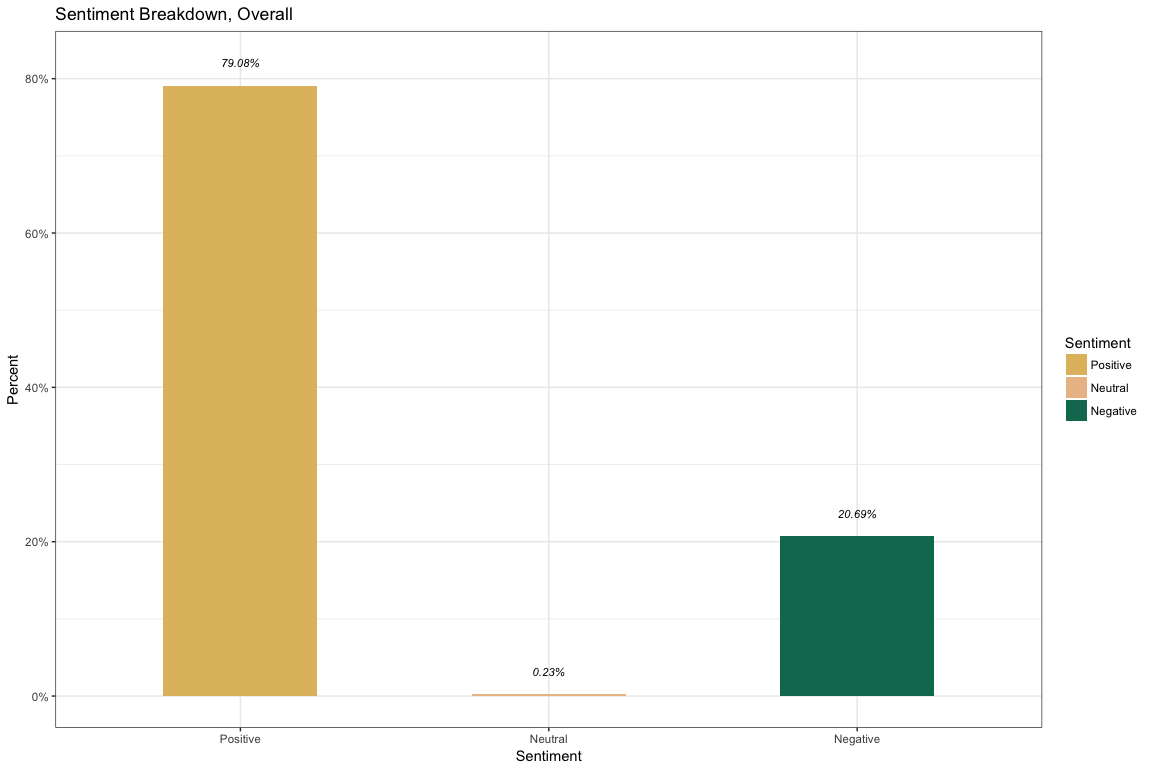 Sentiment Breakdown, Overall
79.08%
80%
60%
Percent
40%
20%
0%
0.23%
20.69%
Positive
Neutral
Negative
Sentiment
Sentiment
Positive
Neutral
Negative